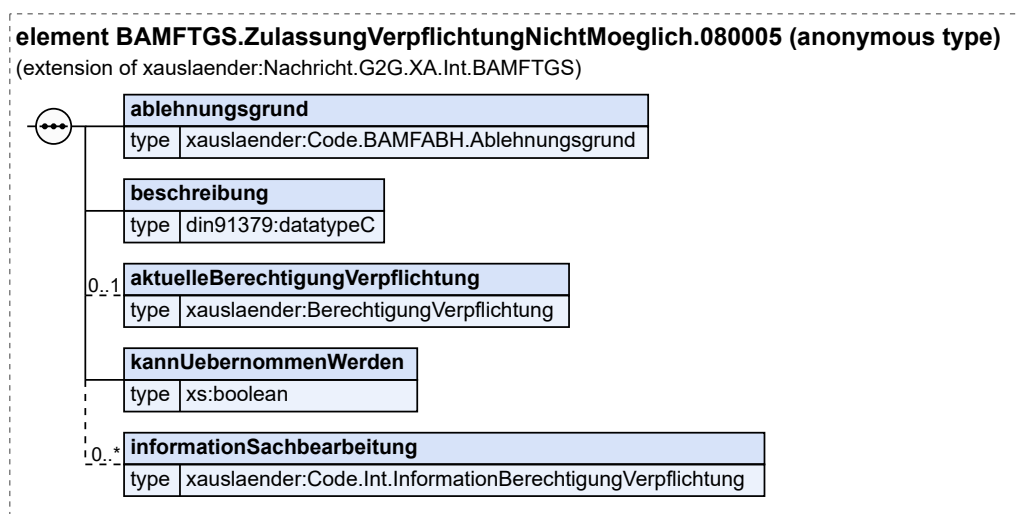 element BAMFTGS.ZulassungVerpflichtungNichtMoeglich.080005 (anonymous type)
(extension of xauslaender:Nachricht.G2G.XA.Int.BAMFTGS)
ablehnungsgrund
type xauslaender:Code.BAMFABH.Ablehnungsgrund
beschreibung
type din91379:datatypeC
0..1 aktuelleBerechtigungVerpflichtung
type xauslaender:BerechtigungVerpflichtung
kannUebernommenWerden
type xs:boolean
0..* informationSachbearbeitung
type xauslaender:Code.Int.InformationBerechtigungVerpflichtung